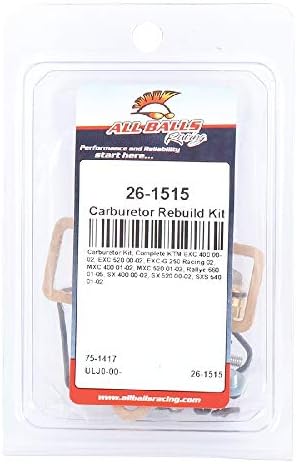 ALL BALLS
Racing
Performance and Reliability
start here...
26-1515
Carburetor Rebuild Kit
Carburetor Kit, Complete KTM EXC 400 00-
02, EXC 520 00-02, EXC-G 250 Racing 02,
MXC 400 01-02, MXC 520 01-02, Rallye 660
01-05, SX 400 00-02, SX 520 00-02, SXS 540
01-02
75-1417
ULJ0-00- 26-1515
www.allballsracing.com